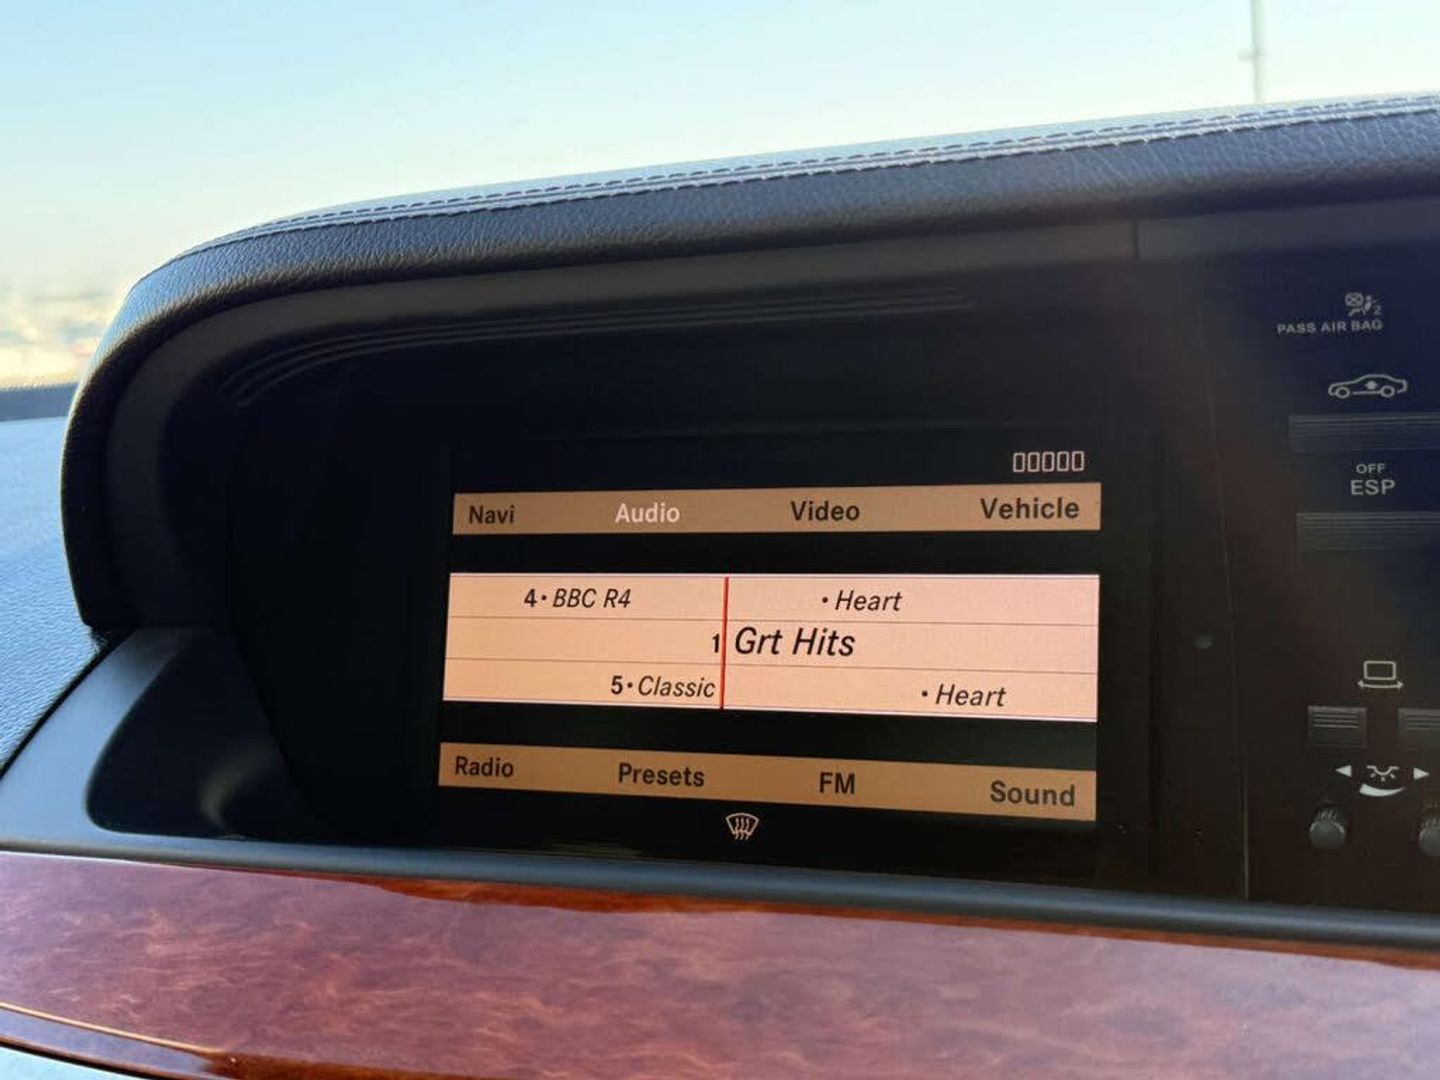 PASS AIR BAG
Navi Audio Video Vehicle
OFF
ESP
4•BBC R4 •Heart
1 Grt Hits
5•Classic •Heart
Radio Presets FM Sound